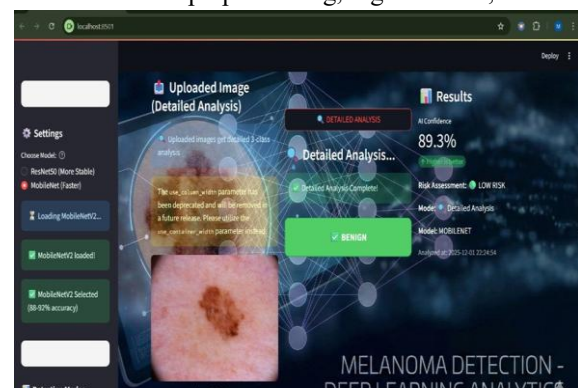 localhost:8501
Deploy
Settings
Choose Model:
ResNet50 (More Stable)
MobileNet (Faster)
Loading MobileNetV2...
MobileNetV2 loaded!
MobileNetV2 Selected
(88-92% accuracy)
Uploaded Image
(Detailed Analysis)
Uploaded images get detailed 3-class
analysis
The use_column_width parameter has
been deprecated and will be removed in
a future release. Please utilize the
use_container_width parameter instead.
DETAILED ANALYSIS
Detailed Analysis...
Detailed Analysis Complete!
BENIGN
Results
AI Confidence
89.3%
Risk Assessment: LOW RISK
Mode: Detailed Analysis
Model: MOBILENET
Analyzed at: 2025-12-01 22:24:54
MELANOMA DETECTION -
DEEP LEARNING ANALYTICS